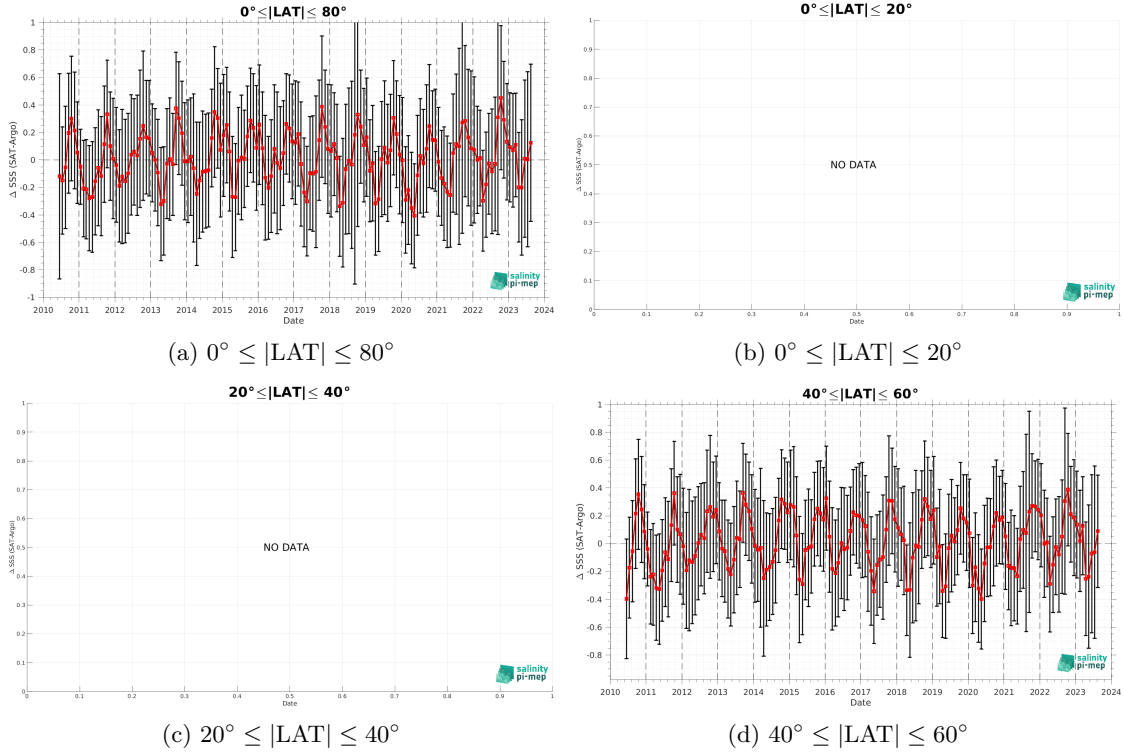 0°≤|LAT|≤ 80°
1
0.8
0.6
0.4
0.2
0
-0.2
-0.4
-0.6
-0.8
-1
Δ SSS (SAT-Argo)
2010 2011 2012 2013 2014 2015 2016 2017 2018 2019 2020 2021 2022 2023 2024
Date
salinity
pi-mep
(a) 0° ≤ |LAT| ≤ 80°
0°≤|LAT|≤ 20°
1
0.9
0.8
0.7
0.6
0.5
0.4
0.3
0.2
0.1
0
Δ SSS (SAT-Argo)
NO DATA
0 0.1 0.2 0.3 0.4 0.5 0.6 0.7 0.8 0.9 1
Date
salinity
pi-mep
(b) 0° ≤ |LAT| ≤ 20°
20°≤|LAT|≤ 40°
1
0.9
0.8
0.7
0.6
0.5
0.4
0.3
0.2
0.1
0
Δ SSS (SAT-Argo)
NO DATA
0 0.1 0.2 0.3 0.4 0.5 0.6 0.7 0.8 0.9 1
Date
salinity
pi-mep
(c) 20° ≤ |LAT| ≤ 40°
40°≤|LAT|≤ 60°
1
0.8
0.6
0.4
0.2
0
-0.2
-0.4
-0.6
-0.8
Δ SSS (SAT-Argo)
2010 2011 2012 2013 2014 2015 2016 2017 2018 2019 2020 2021 2022 2023 2024
Date
salinity
pi-mep
(d) 40° ≤ |LAT| ≤ 60°